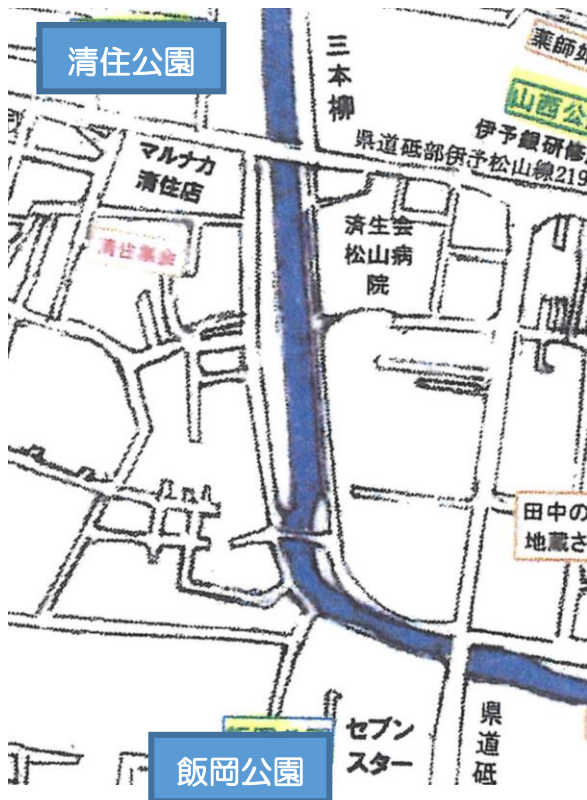 清住公園
三本柳
薬師
山西公
伊予銀研修
県道砥部伊予松山線219
マルナカ
清住店
済生会
松山病
院
清住集会
田中の
地蔵さ
セブン
スター
県道砥
飯岡公園